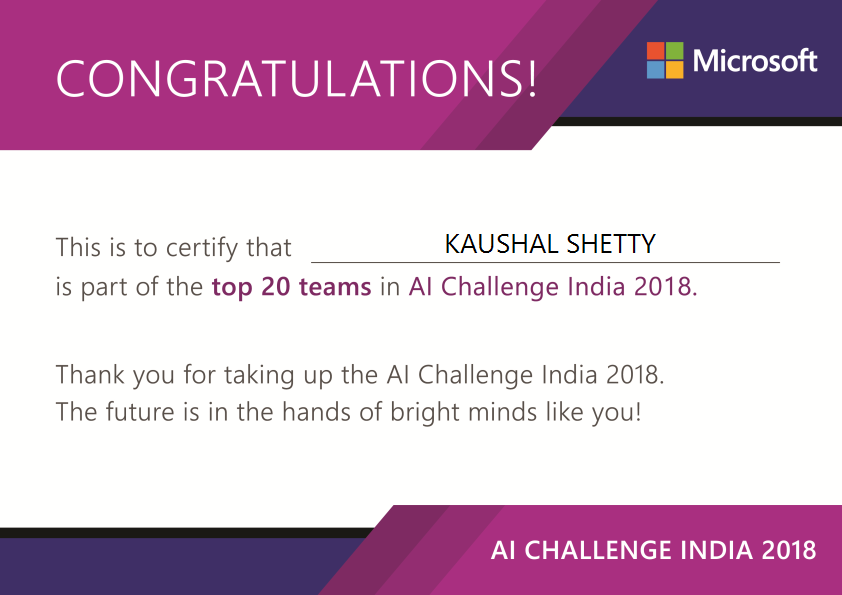 CONGRATULATIONS!
Microsoft
This is to certify that KAUSHAL SHETTY
is part of the top 20 teams in AI Challenge India 2018.
Thank you for taking up the AI Challenge India 2018.
The future is in the hands of bright minds like you!
AI CHALLENGE INDIA 2018